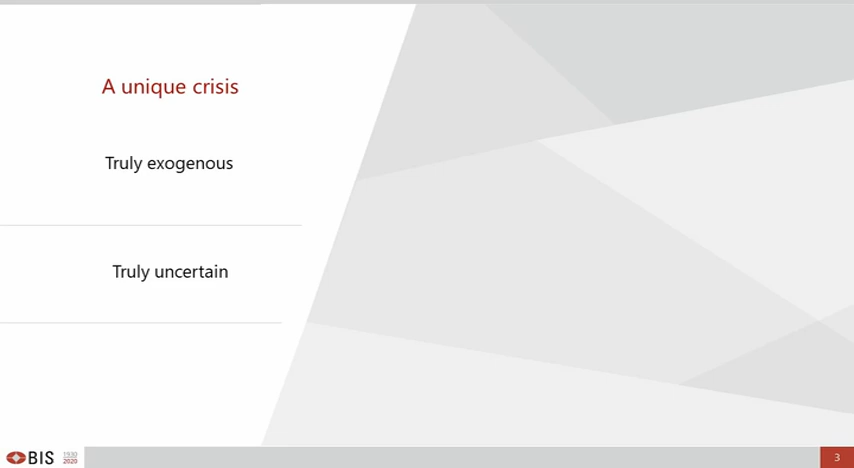 A unique crisis
Truly exogenous
Truly uncertain
BIS
1930
2020
3